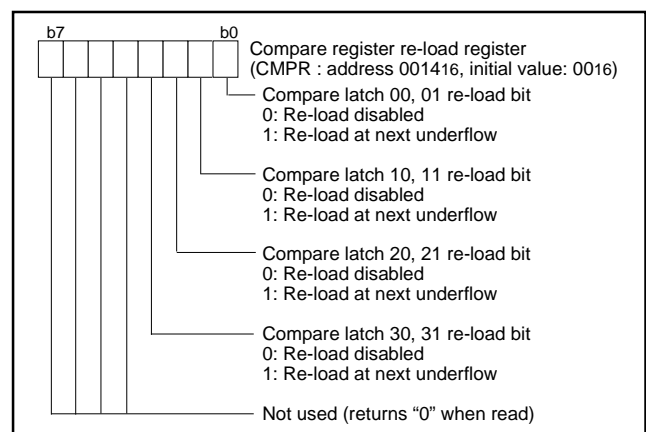 b7 b0
Compare register re-load register
(CMPR : address 001416, initial value: 0016)
Compare latch 00, 01 re-load bit
0: Re-load disabled
1: Re-load at next underflow
Compare latch 10, 11 re-load bit
0: Re-load disabled
1: Re-load at next underflow
Compare latch 20, 21 re-load bit
0: Re-load disabled
1: Re-load at next underflow
Compare latch 30, 31 re-load bit
0: Re-load disabled
1: Re-load at next underflow
Not used (returns “0” when read)